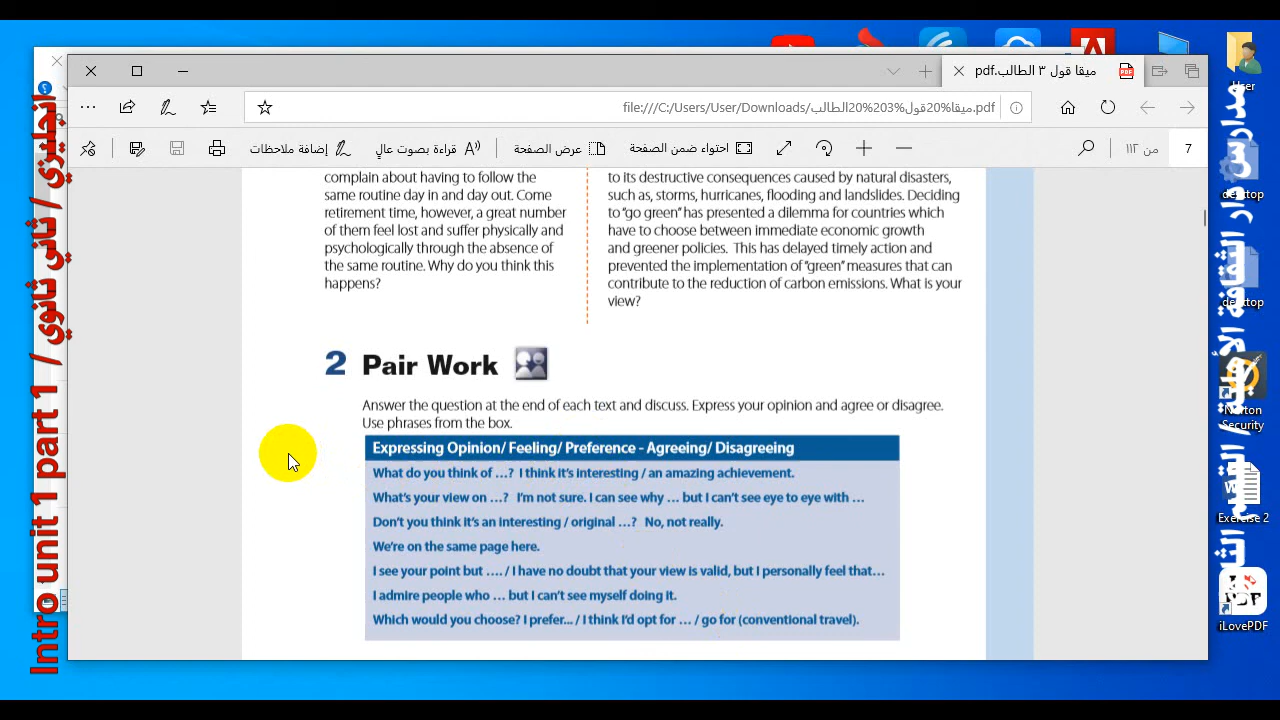 ميقا قول ٣ الطالب.pdf
file:///C:/Users/User/Downloads/ميقا%20قول%203%20الطالب.pdf
إضافة ملاحظات
قراءة بصوت عالٍ
عرض الصفحة
احتواء ضمن الصفحة
من ١١٢
7
complain about having to follow the
same routine day in and day out. Come
retirement time, however, a great number
of them feel lost and suffer physically and
psychologically through the absence of
the same routine. Why do you think this
happens?
to its destructive consequences caused by natural disasters,
such as, storms, hurricanes, flooding and landslides. Deciding
to “go green” has presented a dilemma for countries which
have to choose between immediate economic growth
and greener policies. This has delayed timely action and
prevented the implementation of “green” measures that can
contribute to the reduction of carbon emissions. What is your
view?
2 Pair Work
Answer the question at the end of each text and discuss. Express your opinion and agree or disagree.
Use phrases from the box.
Expressing Opinion/ Feeling/ Preference - Agreeing/ Disagreeing
What do you think of …? I think it’s interesting / an amazing achievement.
What’s your view on …? I’m not sure. I can see why … but I can’t see eye to eye with …
Don’t you think it’s an interesting / original …? No, not really.
We’re on the same page here.
I see your point but …. / I have no doubt that your view is valid, but I personally feel that…
I admire people who … but I can’t see myself doing it.
Which would you choose? I prefer... / I think I’d opt for … / go for (conventional travel).
Intro unit 1 part 1 / انجليزي / ثاني ثانوي
مدارس دار الثقافة الأهلية
User
desktop
desktop
Norton
Security
Exercise 2
PDF
iLovePDF